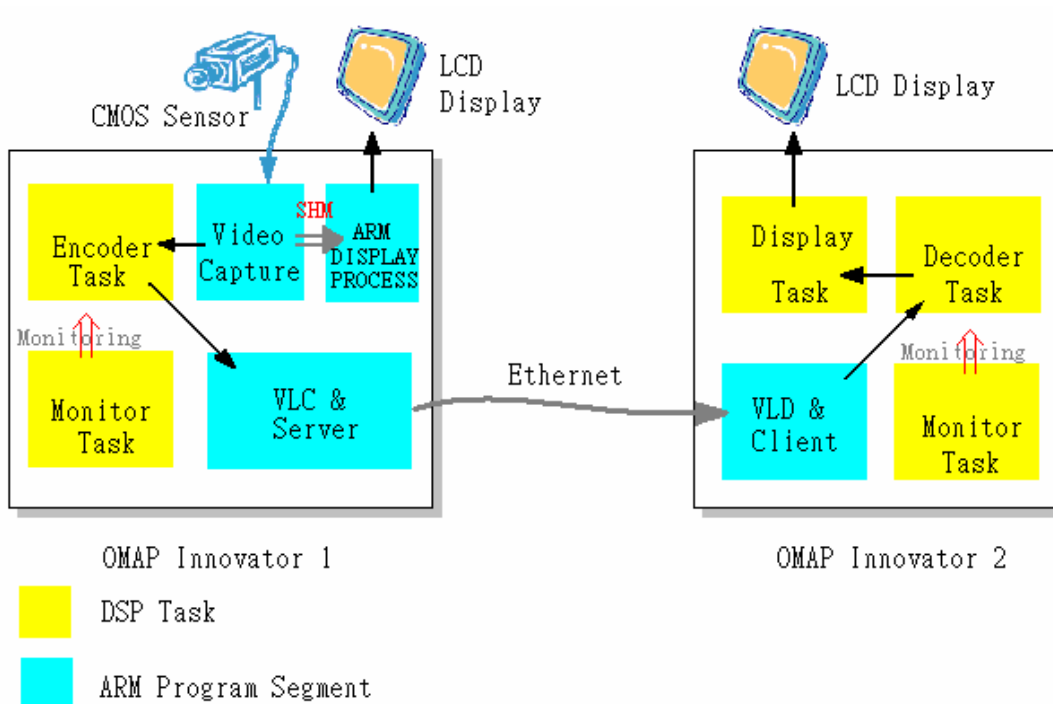 LCD
Display
CMOS Sensor
LCD Display
Encoder
Task
Video
Capture
SHM
ARM
DISPLAY
PROCESS
Monitoring
Monitor
Task
VLC &
Server
Ethernet
Display
Task
Decoder
Task
Monitoring
VLD &
Client
Monitor
Task
OMAP Innovator 1
OMAP Innovator 2
DSP Task
ARM Program Segment